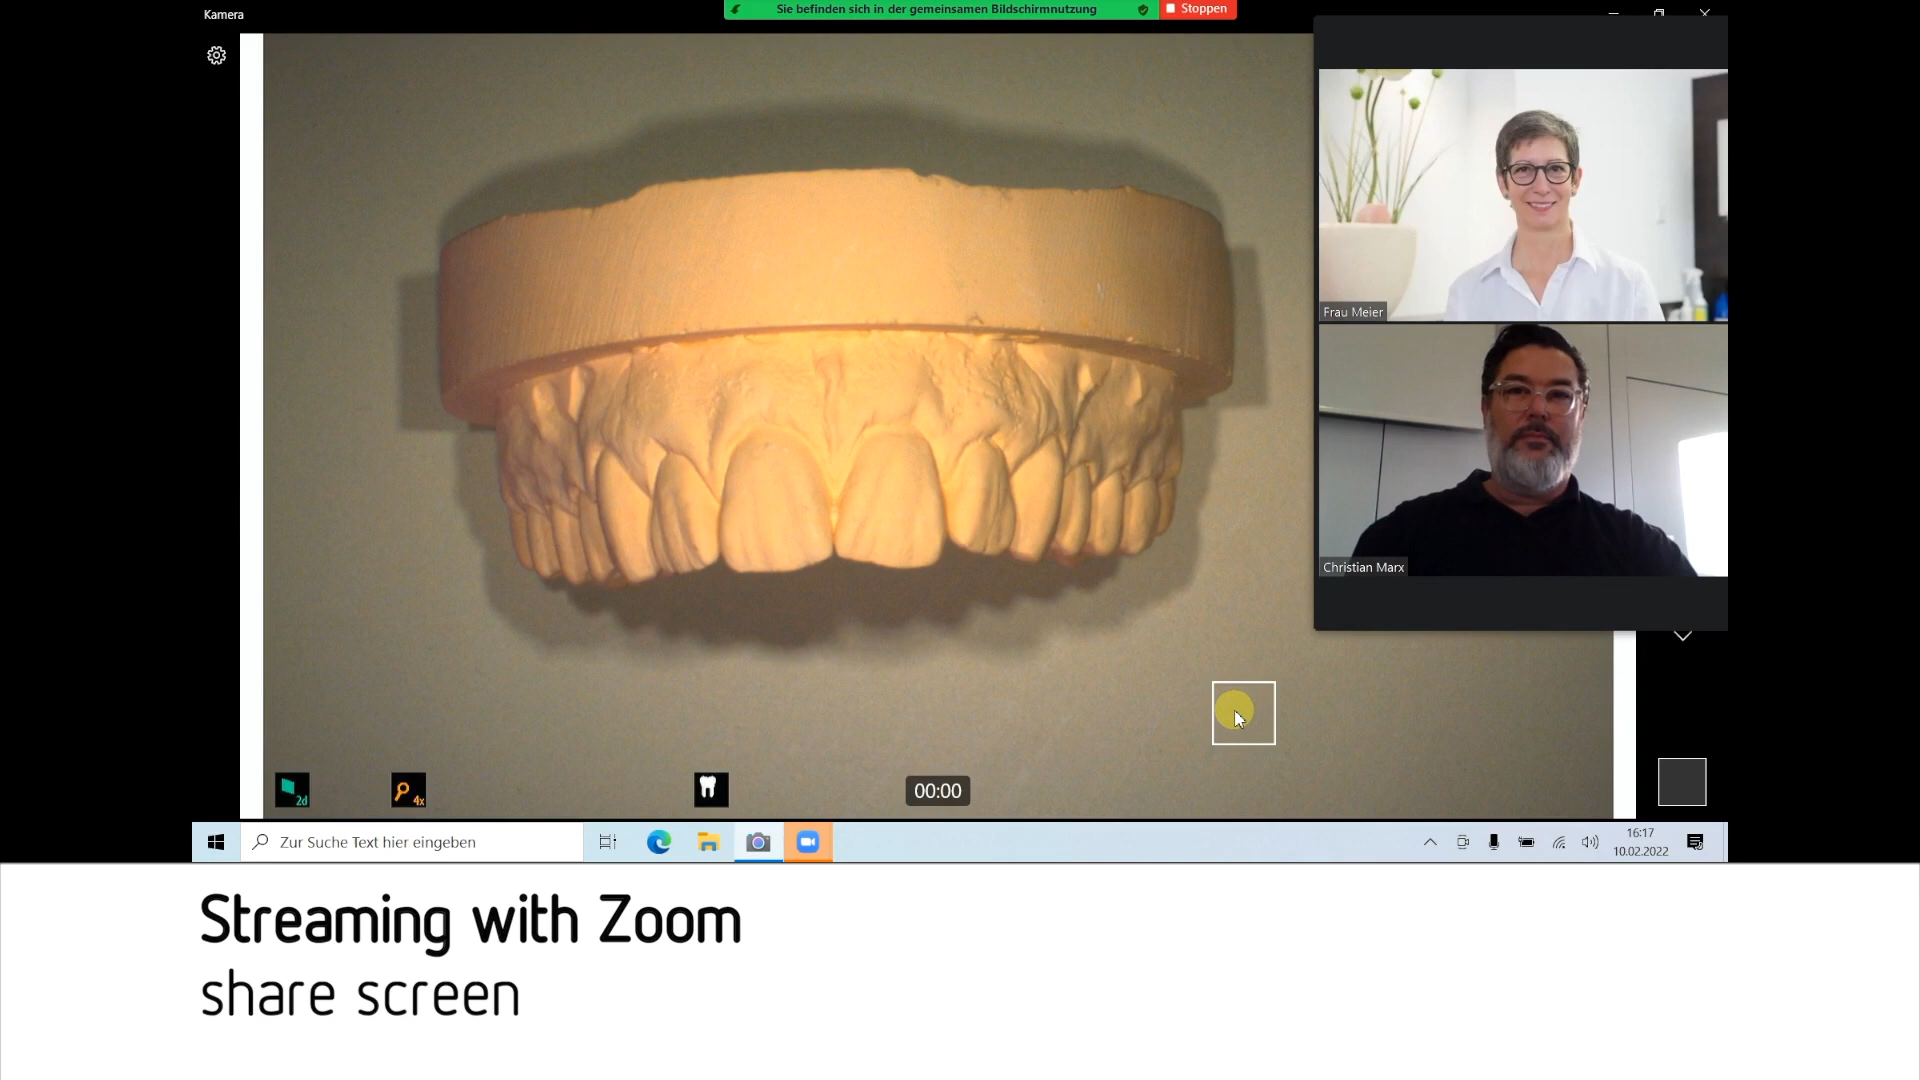 Kamera
Sie befinden sich in der gemeinsamen Bildschirmnutzung
Stoppen
Frau Meier
Christian Marx
2d
4x
00:00
Zur Suche Text hier eingeben
16:17
10.02.2022
Streaming with Zoom
share screen